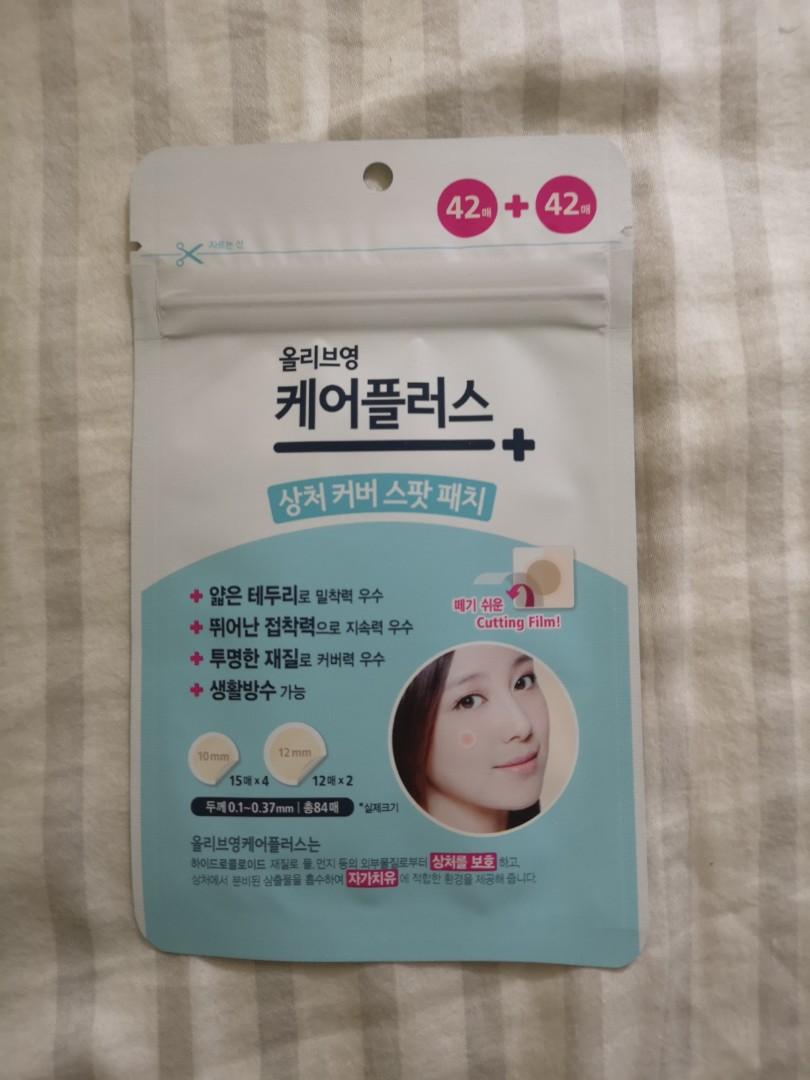 42매 + 42매
자르는 선
올리브영
케어플러스
상처 커버 스팟 패치
얇은 테두리로 밀착력 우수
뛰어난 접착력으로 지속력 우수
투명한 재질로 커버력 우수
생활방수 가능
떼기 쉬운
Cutting Film!
10mm
15매 x 4
12mm
12매 x 2
두께 0.1~0.37mm | 총84매
*실제크기
올리브영케어플러스는
하이드로콜로이드 재질로 물, 먼지 등의 외부물질로부터 상처를 보호하고,
상처에서 분비된 삼출물을 흡수하여 자가치유에 적합한 환경을 제공해 줍니다.